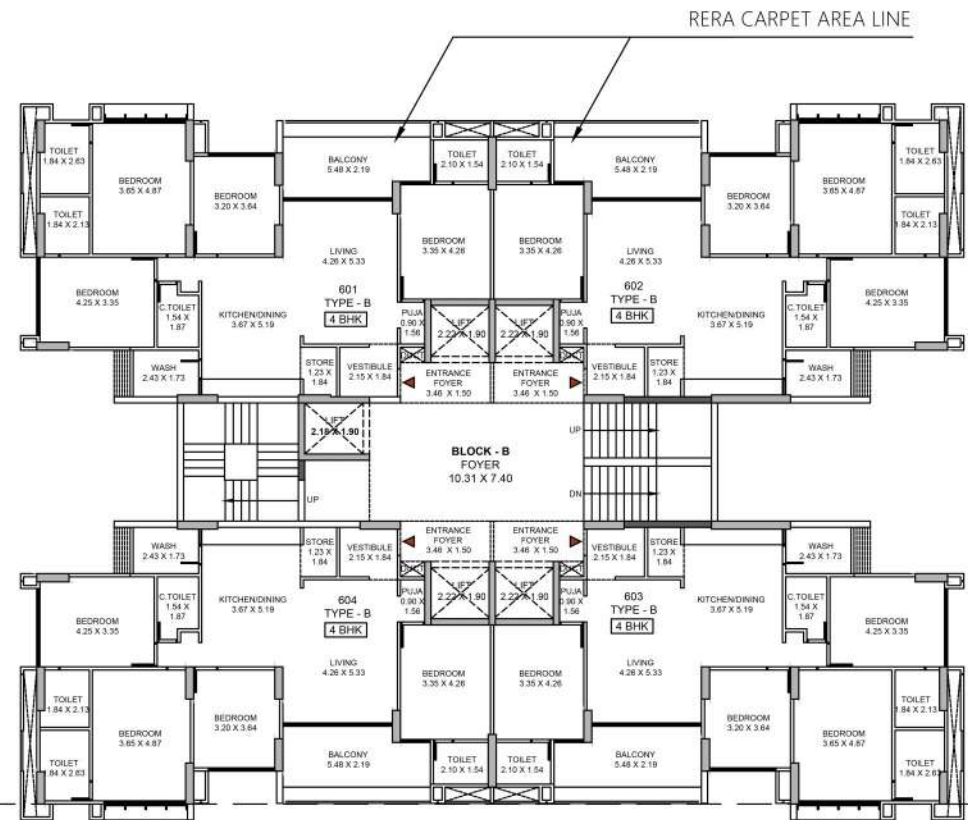 RERA CARPET AREA LINE
TOILET
1.84 X 2.63
BEDROOM
3.65 X 4.87
TOILET
1.84 X 2.13
BEDROOM
3.20 X 3.64
BALCONY
5.48 X 2.19
TOILET
2.10 X 1.54
TOILET
2.10 X 1.54
BALCONY
5.48 X 2.19
BEDROOM
3.20 X 3.64
BEDROOM
3.65 X 4.87
TOILET
1.84 X 2.63
TOILET
1.84 X 2.13
BEDROOM
4.25 X 3.35
LIVING
4.26 X 5.33
BEDROOM
3.35 X 4.26
BEDROOM
3.35 X 4.26
LIVING
4.26 X 5.33
BEDROOM
4.25 X 3.35
C.TOILET
1.54 X
1.87
KITCHEN/DINING
3.67 X 5.19
601
TYPE - B
4 BHK
PUJA
0.90 X
1.56
LIFT
2.22 X 1.90
LIFT
2.22 X 1.90
PUJA
0.90 X
1.56
602
TYPE - B
4 BHK
KITCHEN/DINING
3.67 X 5.19
C.TOILET
1.54 X
1.87
WASH
2.43 X 1.73
STORE
1.23 X
1.84
VESTIBULE
2.15 X 1.84
ENTRANCE
FOYER
3.46 X 1.50
ENTRANCE
FOYER
3.46 X 1.50
VESTIBULE
2.15 X 1.84
STORE
1.23 X
1.84
WASH
2.43 X 1.73
LIFT
2.18 X 1.90
UP
BLOCK - B
FOYER
10.31 X 7.40
UP
DN
WASH
2.43 X 1.73
STORE
1.23 X
1.84
VESTIBULE
2.15 X 1.84
ENTRANCE
FOYER
3.46 X 1.50
ENTRANCE
FOYER
3.46 X 1.50
VESTIBULE
2.15 X 1.84
STORE
1.23 X
1.84
WASH
2.43 X 1.73
C.TOILET
1.54 X
1.87
KITCHEN/DINING
3.67 X 5.19
604
TYPE - B
4 BHK
PUJA
0.90 X
1.56
LIFT
2.22 X 1.90
LIFT
2.22 X 1.90
PUJA
0.90 X
1.56
603
TYPE - B
4 BHK
KITCHEN/DINING
3.67 X 5.19
C.TOILET
1.54 X
1.87
BEDROOM
4.25 X 3.35
LIVING
4.26 X 5.33
BEDROOM
3.35 X 4.26
BEDROOM
3.35 X 4.26
LIVING
4.26 X 5.33
BEDROOM
4.25 X 3.35
TOILET
1.84 X 2.13
BEDROOM
3.65 X 4.87
TOILET
1.84 X 2.63
BEDROOM
3.20 X 3.64
BALCONY
5.48 X 2.19
TOILET
2.10 X 1.54
TOILET
2.10 X 1.54
BALCONY
5.48 X 2.19
BEDROOM
3.20 X 3.64
BEDROOM
3.65 X 4.87
TOILET
1.84 X 2.13
TOILET
1.84 X 2.63